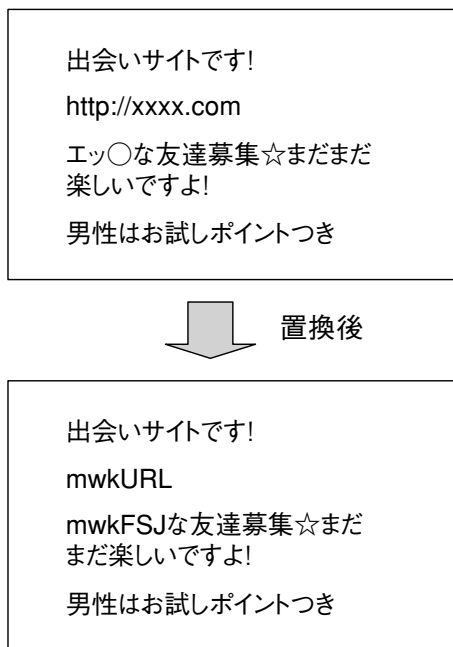 出会いサイトです!
http://xxxx.com
エッ〇な友達募集☆まだまだ
楽しいですよ!
男性はお試しポイントつき
置換後
出会いサイトです!
mwkURL
mwkFSJな友達募集☆まだ
まだ楽しいですよ!
男性はお試しポイントつき